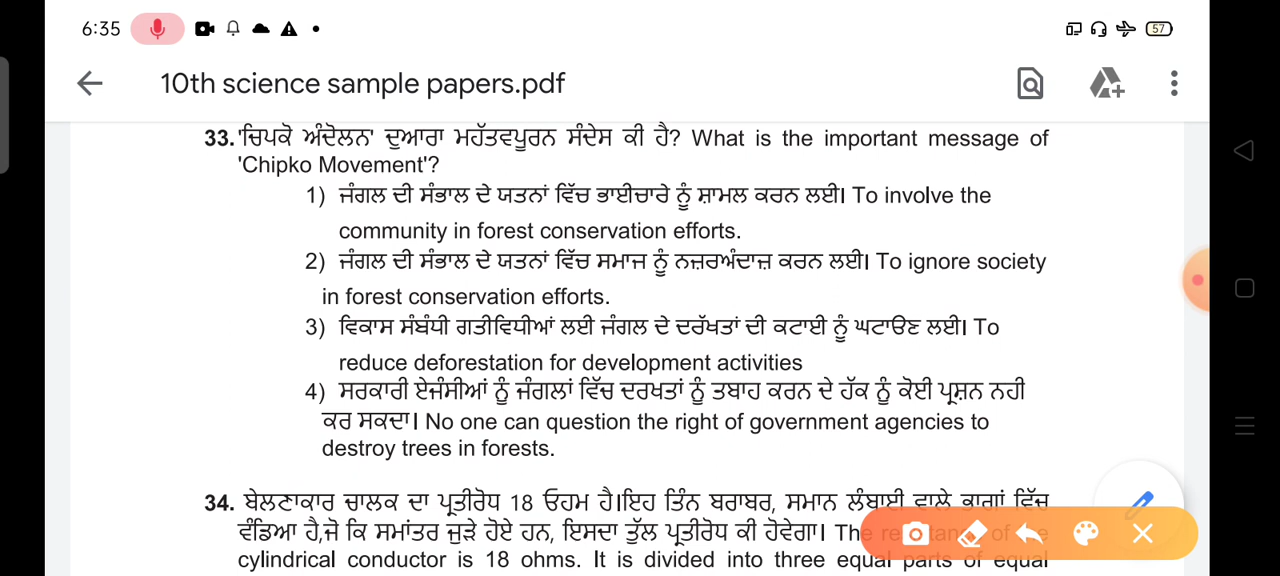 6:35
57
10th science sample papers.pdf
33. 'ਚਿਪਕੋ ਅੰਦੋਲਨ' ਦੁਆਰਾ ਮਹੱਤਵਪੂਰਨ ਸੰਦੇਸ ਕੀ ਹੈ? What is the important message of
'Chipko Movement'?
1) ਜੰਗਲ ਦੀ ਸੰਭਾਲ ਦੇ ਯਤਨਾਂ ਵਿੱਚ ਭਾਈਚਾਰੇ ਨੂੰ ਸ਼ਾਮਲ ਕਰਨ ਲਈ। To involve the
community in forest conservation efforts.
2) ਜੰਗਲ ਦੀ ਸੰਭਾਲ ਦੇ ਯਤਨਾਂ ਵਿੱਚ ਸਮਾਜ ਨੂੰ ਨਜ਼ਰਅੰਦਾਜ਼ ਕਰਨ ਲਈ। To ignore society
in forest conservation efforts.
3) ਵਿਕਾਸ ਸੰਬੰਧੀ ਗਤੀਵਿਧੀਆਂ ਲਈ ਜੰਗਲ ਦੇ ਦਰੱਖਤਾਂ ਦੀ ਕਟਾਈ ਨੂੰ ਘਟਾਉਣ ਲਈ। To
reduce deforestation for development activities
4) ਸਰਕਾਰੀ ਏਜੰਸੀਆਂ ਨੂੰ ਜੰਗਲਾਂ ਵਿੱਚ ਦਰਖਤਾਂ ਨੂੰ ਤਬਾਹ ਕਰਨ ਦੇ ਹੱਕ ਨੂੰ ਕੋਈ ਪ੍ਰਸ਼ਨ ਨਹੀ
ਕਰ ਸਕਦਾ। No one can question the right of government agencies to
destroy trees in forests.
34. ਬੇਲਣਾਕਾਰ ਚਾਲਕ ਦਾ ਪ੍ਰਤੀਰੋਧ 18 ਓਹਮ ਹੈ।ਇਹ ਤਿੰਨ ਬਰਾਬਰ, ਸਮਾਨ ਲੰਬਾਈ ਵਾਲੇ ਭਾਗਾਂ ਵਿੱਚ
ਵੰਡਿਆ ਹੈ,ਜੋ ਕਿ ਸਮਾਂਤਰ ਜੁੜੇ ਹੋਏ ਹਨ, ਇਸਦਾ ਤੁੱਲ ਪ੍ਰਤੀਰੋਧ ਕੀ ਹੋਵੇਗਾ। The of
cylindrical conductor is 18 ohms. It is divided into three equal parts of equal